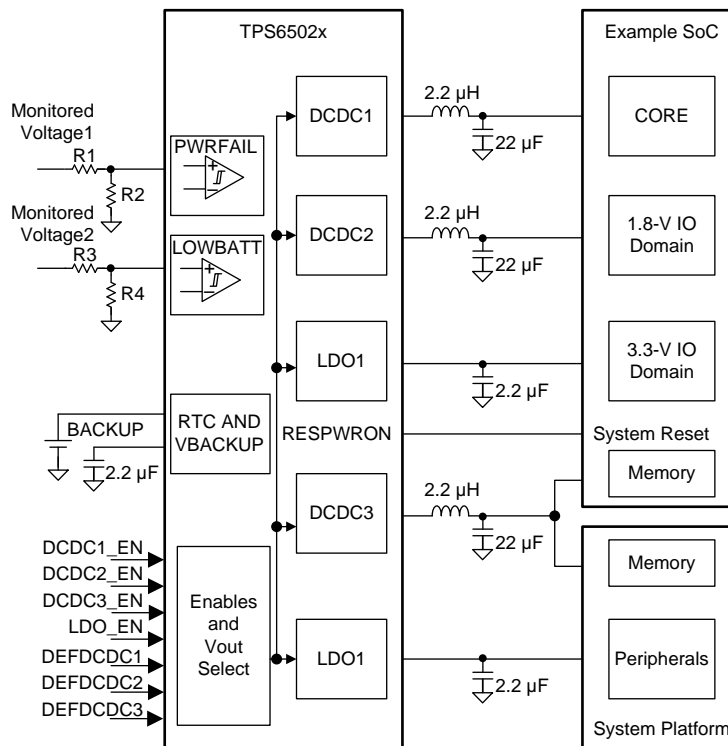 TPS6502x
Example SoC
Monitored
Voltage1
R1
R2
PWRFAIL
+
−
Monitored
Voltage2
R3
R4
LOWBATT
+
−
DCDC1
2.2 µH
22 µF
CORE
DCDC2
2.2 µH
22 µF
1.8-V IO
Domain
LDO1
2.2 µF
3.3-V IO
Domain
BACKUP
2.2 µF
RTC AND
VBACKUP
RESPWRON
System Reset
Memory
DCDC3
2.2 µH
22 µF
Memory
DCDC1_EN
DCDC2_EN
DCDC3_EN
LDO_EN
DEFDCDC1
DEFDCDC2
DEFDCDC3
Enables
and
Vout
Select
LDO1
2.2 µF
Peripherals
System Platform